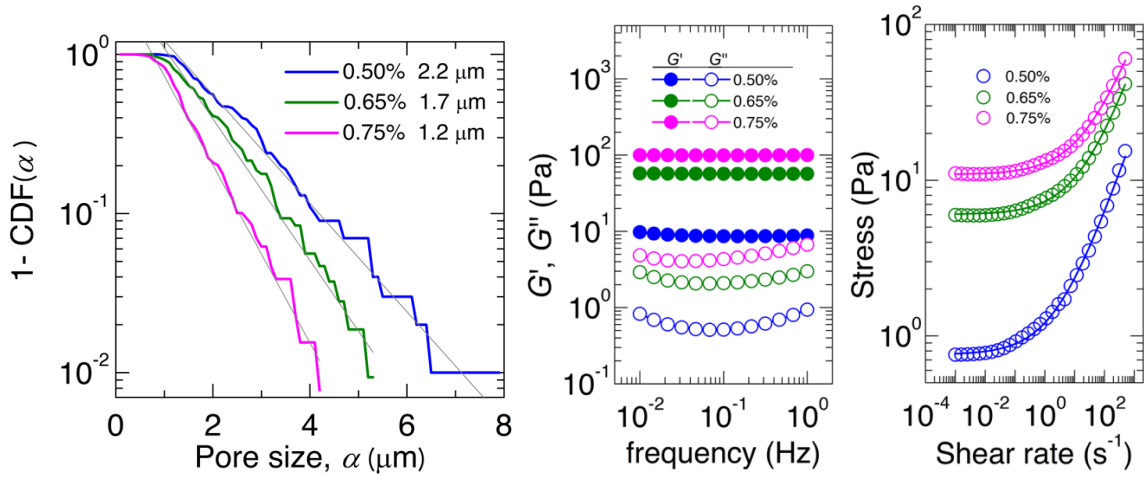 1- CDF(α)
10⁰
10⁻¹
10⁻²
0.50% 2.2 μm
0.65% 1.7 μm
0.75% 1.2 μm
0 2 4 6 8
Pore size, α (μm)
G', G'' (Pa)
10⁴
10³
10²
10¹
10⁰
10⁻¹
G' G''
0.50%
0.65%
0.75%
10⁻² 10⁻¹ 10⁰
frequency (Hz)
Stress (Pa)
10²
10¹
10⁰
0.50%
0.65%
0.75%
10⁻⁴ 10⁻² 10⁰ 10²
Shear rate (s⁻¹)